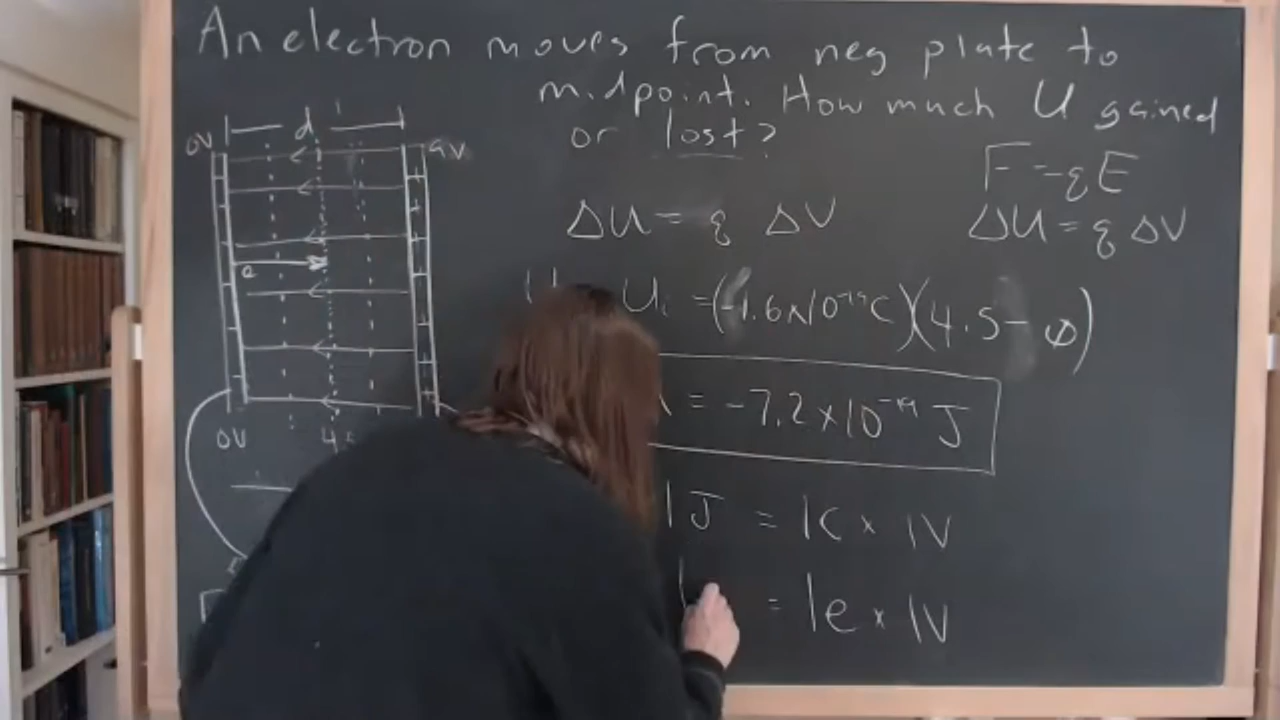 An electron moves from neg plate to
midpoint. How much U gained
or lost?
d
0V
9V
e
0V
F = qE
ΔU = q ΔV
ΔU = q ΔV
U = (-1.6×10⁻¹⁹C)(4.5 - 0)
= -7.2×10⁻¹⁹ J
1J = 1C × 1V
1 = 1e × 1V